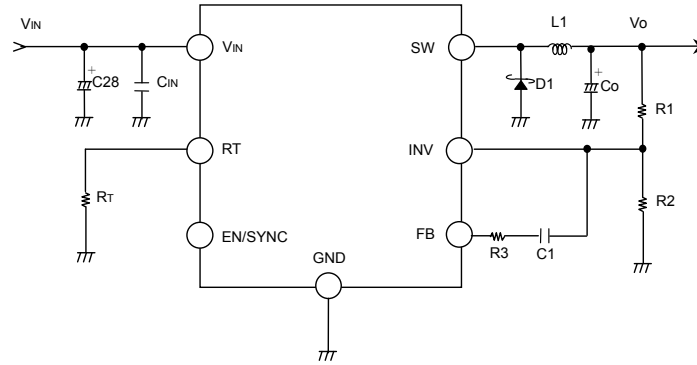 VIN
L1
Vo
VIN
SW
+
C28
CIN
D1
+
Co
R1
RT
INV
RT
R2
EN/SYNC
FB
GND
R3
C1